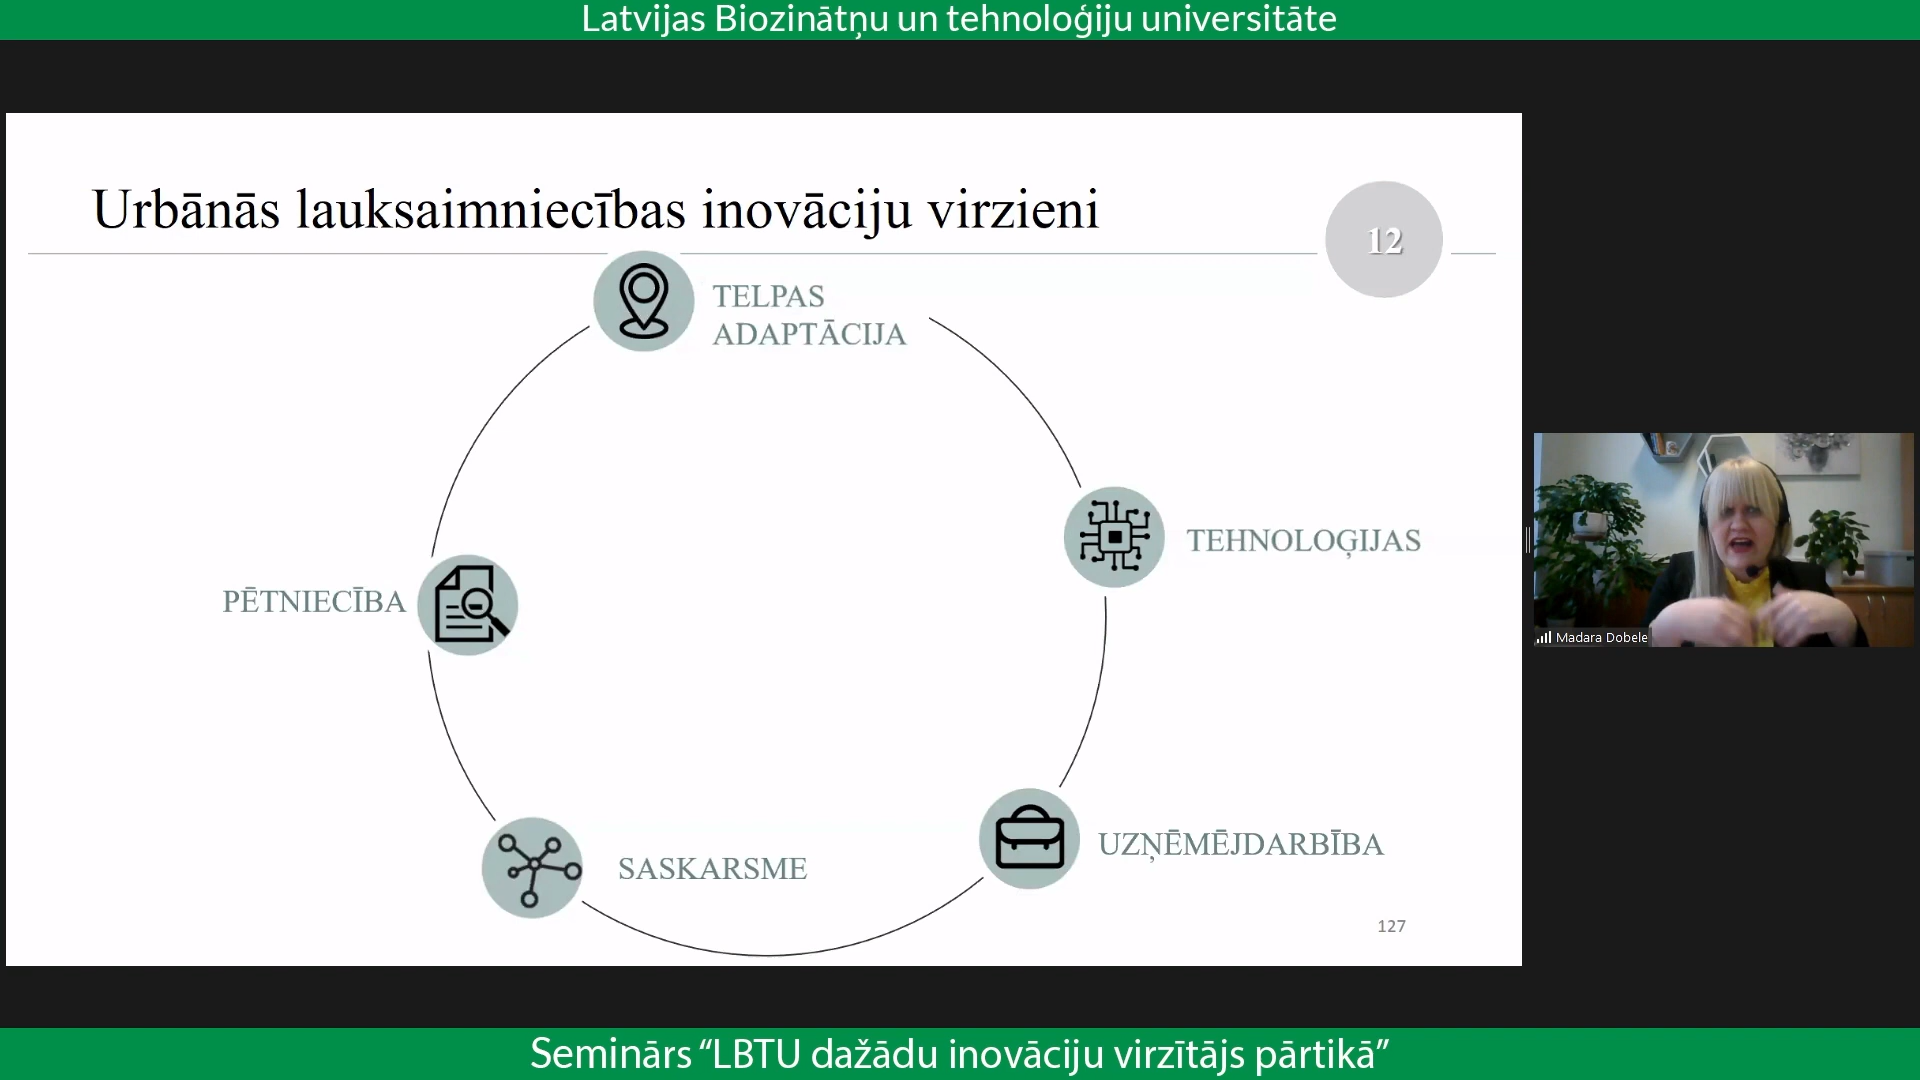 Latvijas Biozinātņu un tehnoloģiju universitāte
Urbānās lauksaimniecības inovāciju virzieni
12
TELPAS
ADAPTĀCIJA
TEHNOLOĢIJAS
PĒTNIECĪBA
UZŅĒMĒJDARBĪBA
SASKARSME
127
Madara Dobele
Seminārs “LBTU dažādu inovāciju virzītājs pārtikā”